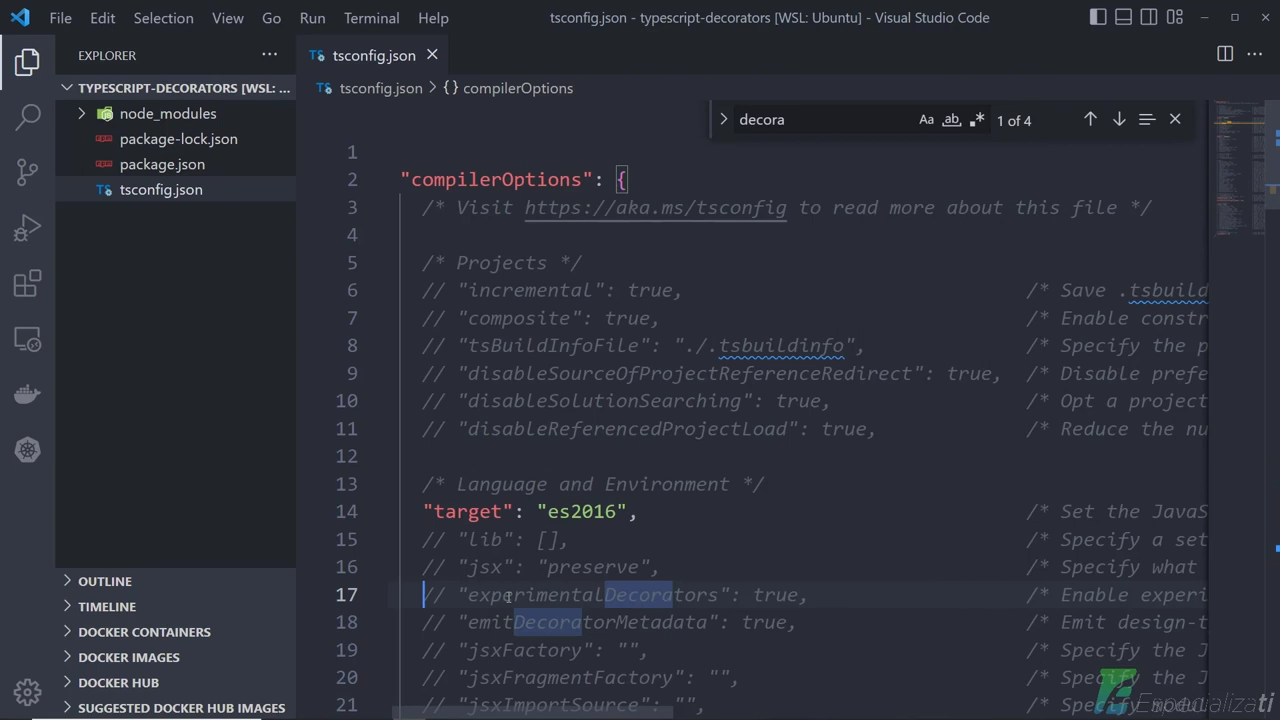 File Edit Selection View Go Run Terminal Help
tsconfig.json - typescript-decorators [WSL: Ubuntu] - Visual Studio Code
EXPLORER
TYPESCRIPT-DECORATORS [WSL: ...
node_modules
package-lock.json
package.json
TS tsconfig.json
OUTLINE
TIMELINE
DOCKER CONTAINERS
DOCKER IMAGES
DOCKER HUB
SUGGESTED DOCKER HUB IMAGES
TS tsconfig.json
TS tsconfig.json > {} compilerOptions
decora Aa ab .* 1 of 4
1
2 "compilerOptions": {
3 /* Visit https://aka.ms/tsconfig to read more about this file */
4
5 /* Projects */
6 // "incremental": true, /* Save .tsbuild
7 // "composite": true, /* Enable constr
8 // "tsBuildInfoFile": "./.tsbuildinfo", /* Specify the p
9 // "disableSourceOfProjectReferenceRedirect": true, /* Disable prefe
10 // "disableSolutionSearching": true, /* Opt a project
11 // "disableReferencedProjectLoad": true, /* Reduce the nu
12
13 /* Language and Environment */
14 "target": "es2016", /* Set the JavaS
15 // "lib": [], /* Specify a set
16 // "jsx": "preserve", /* Specify what
17 // "experimentalDecorators": true, /* Enable experi
18 // "emitDecoratorMetadata": true, /* Emit design-t
19 // "jsxFactory": "", /* Specify the J
20 // "jsxFragmentFactory": "", /* Specify the J
21 // "jsxImportSource": "", /* Specify modu
EspecializaTi